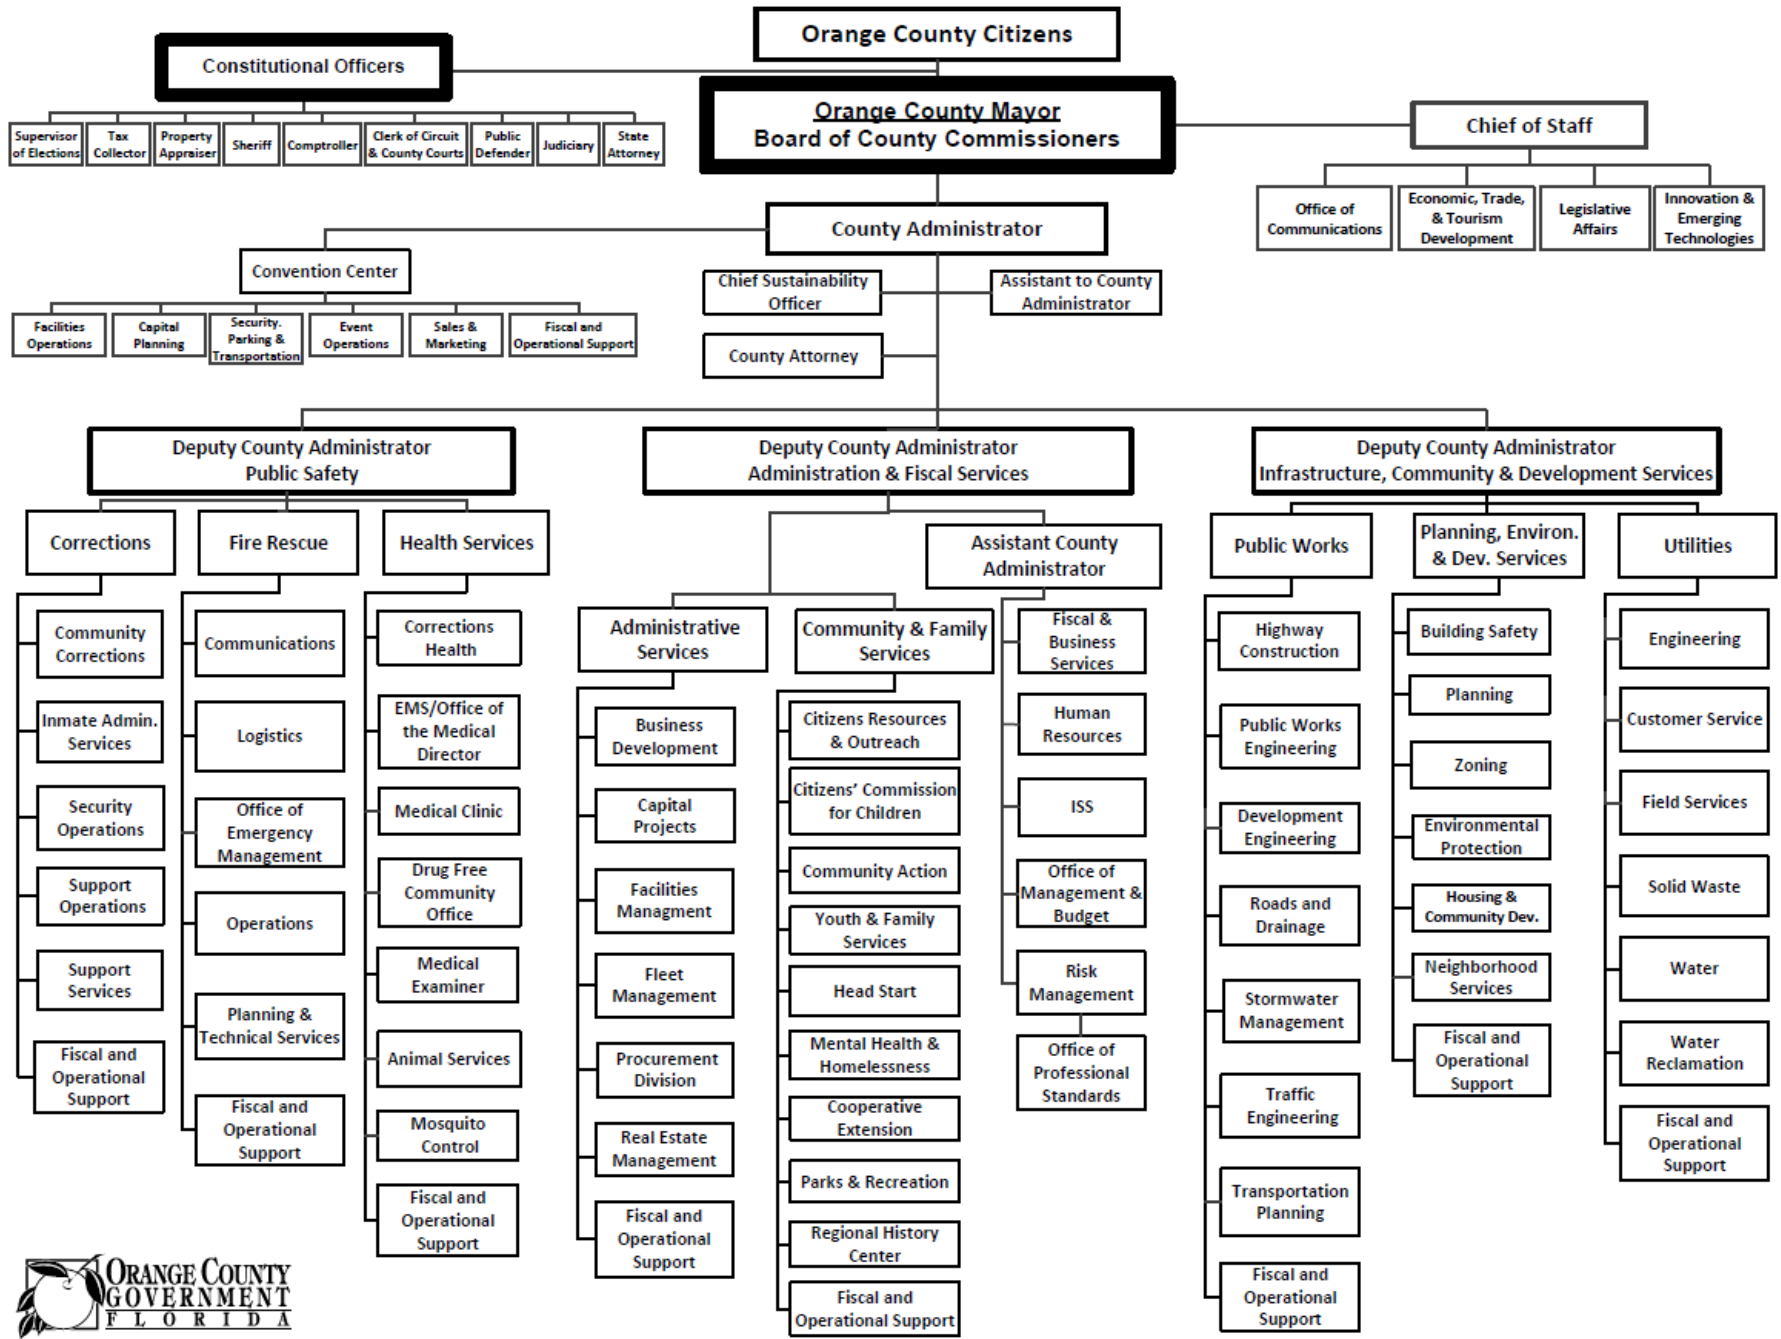 Orange County Citizens
Constitutional Officers
Orange County Mayor
Board of County Commissioners
Chief of Staff
Supervisor
of Elections
Tax
Collector
Property
Appraiser
Sheriff
Comptroller
Clerk of Circuit
& County Courts
Public
Defender
Judiciary
State
Attorney
Office of
Communications
Economic, Trade,
& Tourism
Development
Legislative
Affairs
Innovation &
Emerging
Technologies
County Administrator
Convention Center
Chief Sustainability
Officer
Assistant to County
Administrator
Facilities
Operations
Capital
Planning
Security.
Parking &
Transportation
Event
Operations
Sales &
Marketing
Fiscal and
Operational Support
County Attorney
Deputy County Administrator
Public Safety
Deputy County Administrator
Administration & Fiscal Services
Deputy County Administrator
Infrastructure, Community & Development Services
Corrections
Community
Corrections
Inmate Admin.
Services
Security
Operations
Support
Operations
Support
Services
Fiscal and
Operational
Support
Fire Rescue
Communications
Logistics
Office of
Emergency
Management
Operations
Planning &
Technical Services
Fiscal and
Operational
Support
Health Services
Corrections
Health
EMS/Office of
the Medical
Director
Medical Clinic
Drug Free
Community
Office
Medical
Examiner
Animal Services
Mosquito
Control
Fiscal and
Operational
Support
Administrative
Services
Business
Development
Capital
Projects
Facilities
Managment
Fleet
Management
Procurement
Division
Real Estate
Management
Fiscal and
Operational
Support
Community & Family
Services
Citizens Resources
& Outreach
Citizens' Commission
for Children
Community Action
Youth & Family
Services
Head Start
Mental Health &
Homelessness
Cooperative
Extension
Parks & Recreation
Regional History
Center
Fiscal and
Operational Support
Assistant County
Administrator
Fiscal &
Business
Services
Human
Resources
ISS
Office of
Management &
Budget
Risk
Management
Office of
Professional
Standards
Public Works
Highway
Construction
Public Works
Engineering
Development
Engineering
Roads and
Drainage
Stormwater
Management
Traffic
Engineering
Transportation
Planning
Fiscal and
Operational
Support
Planning, Environ.
& Dev. Services
Building Safety
Planning
Zoning
Environmental
Protection
Housing &
Community Dev.
Neighborhood
Services
Fiscal and
Operational
Support
Utilities
Engineering
Customer Service
Field Services
Solid Waste
Water
Water
Reclamation
Fiscal and
Operational
Support
ORANGE COUNTY
GOVERNMENT
FLORIDA